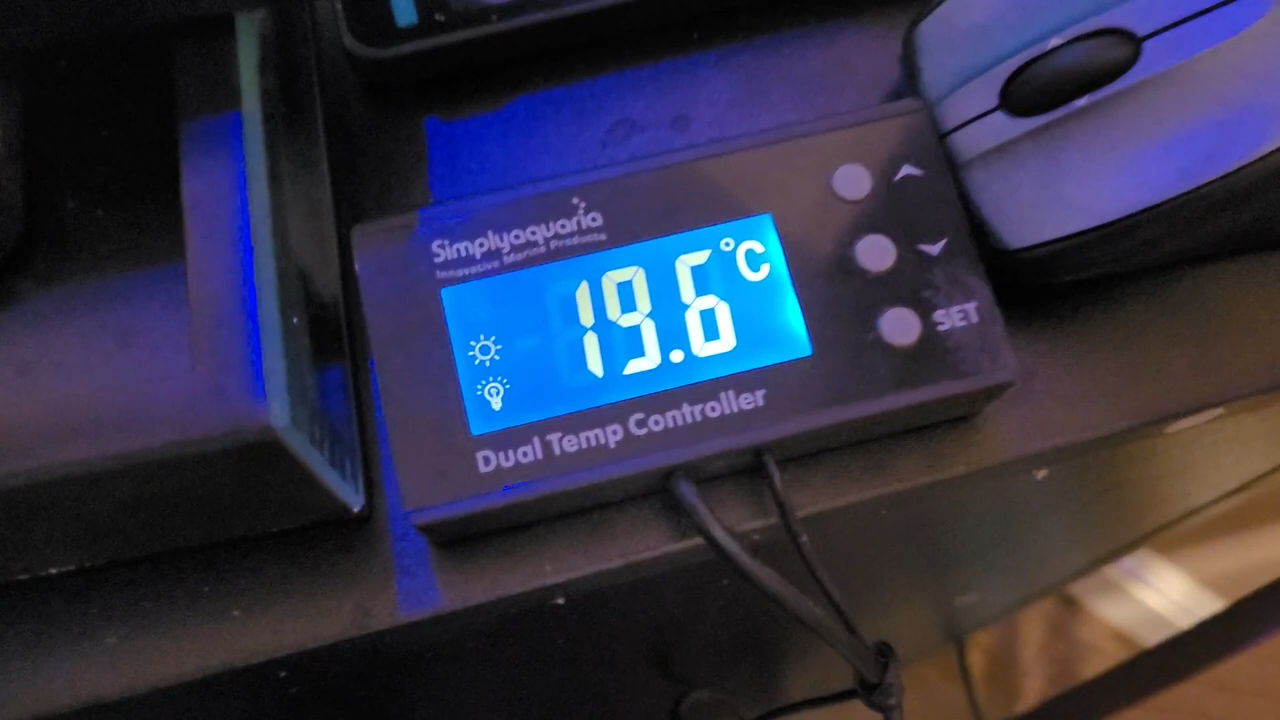 Simplyaquaria
Innovative Marine Products
19.6 °C
SET
Dual Temp Controller